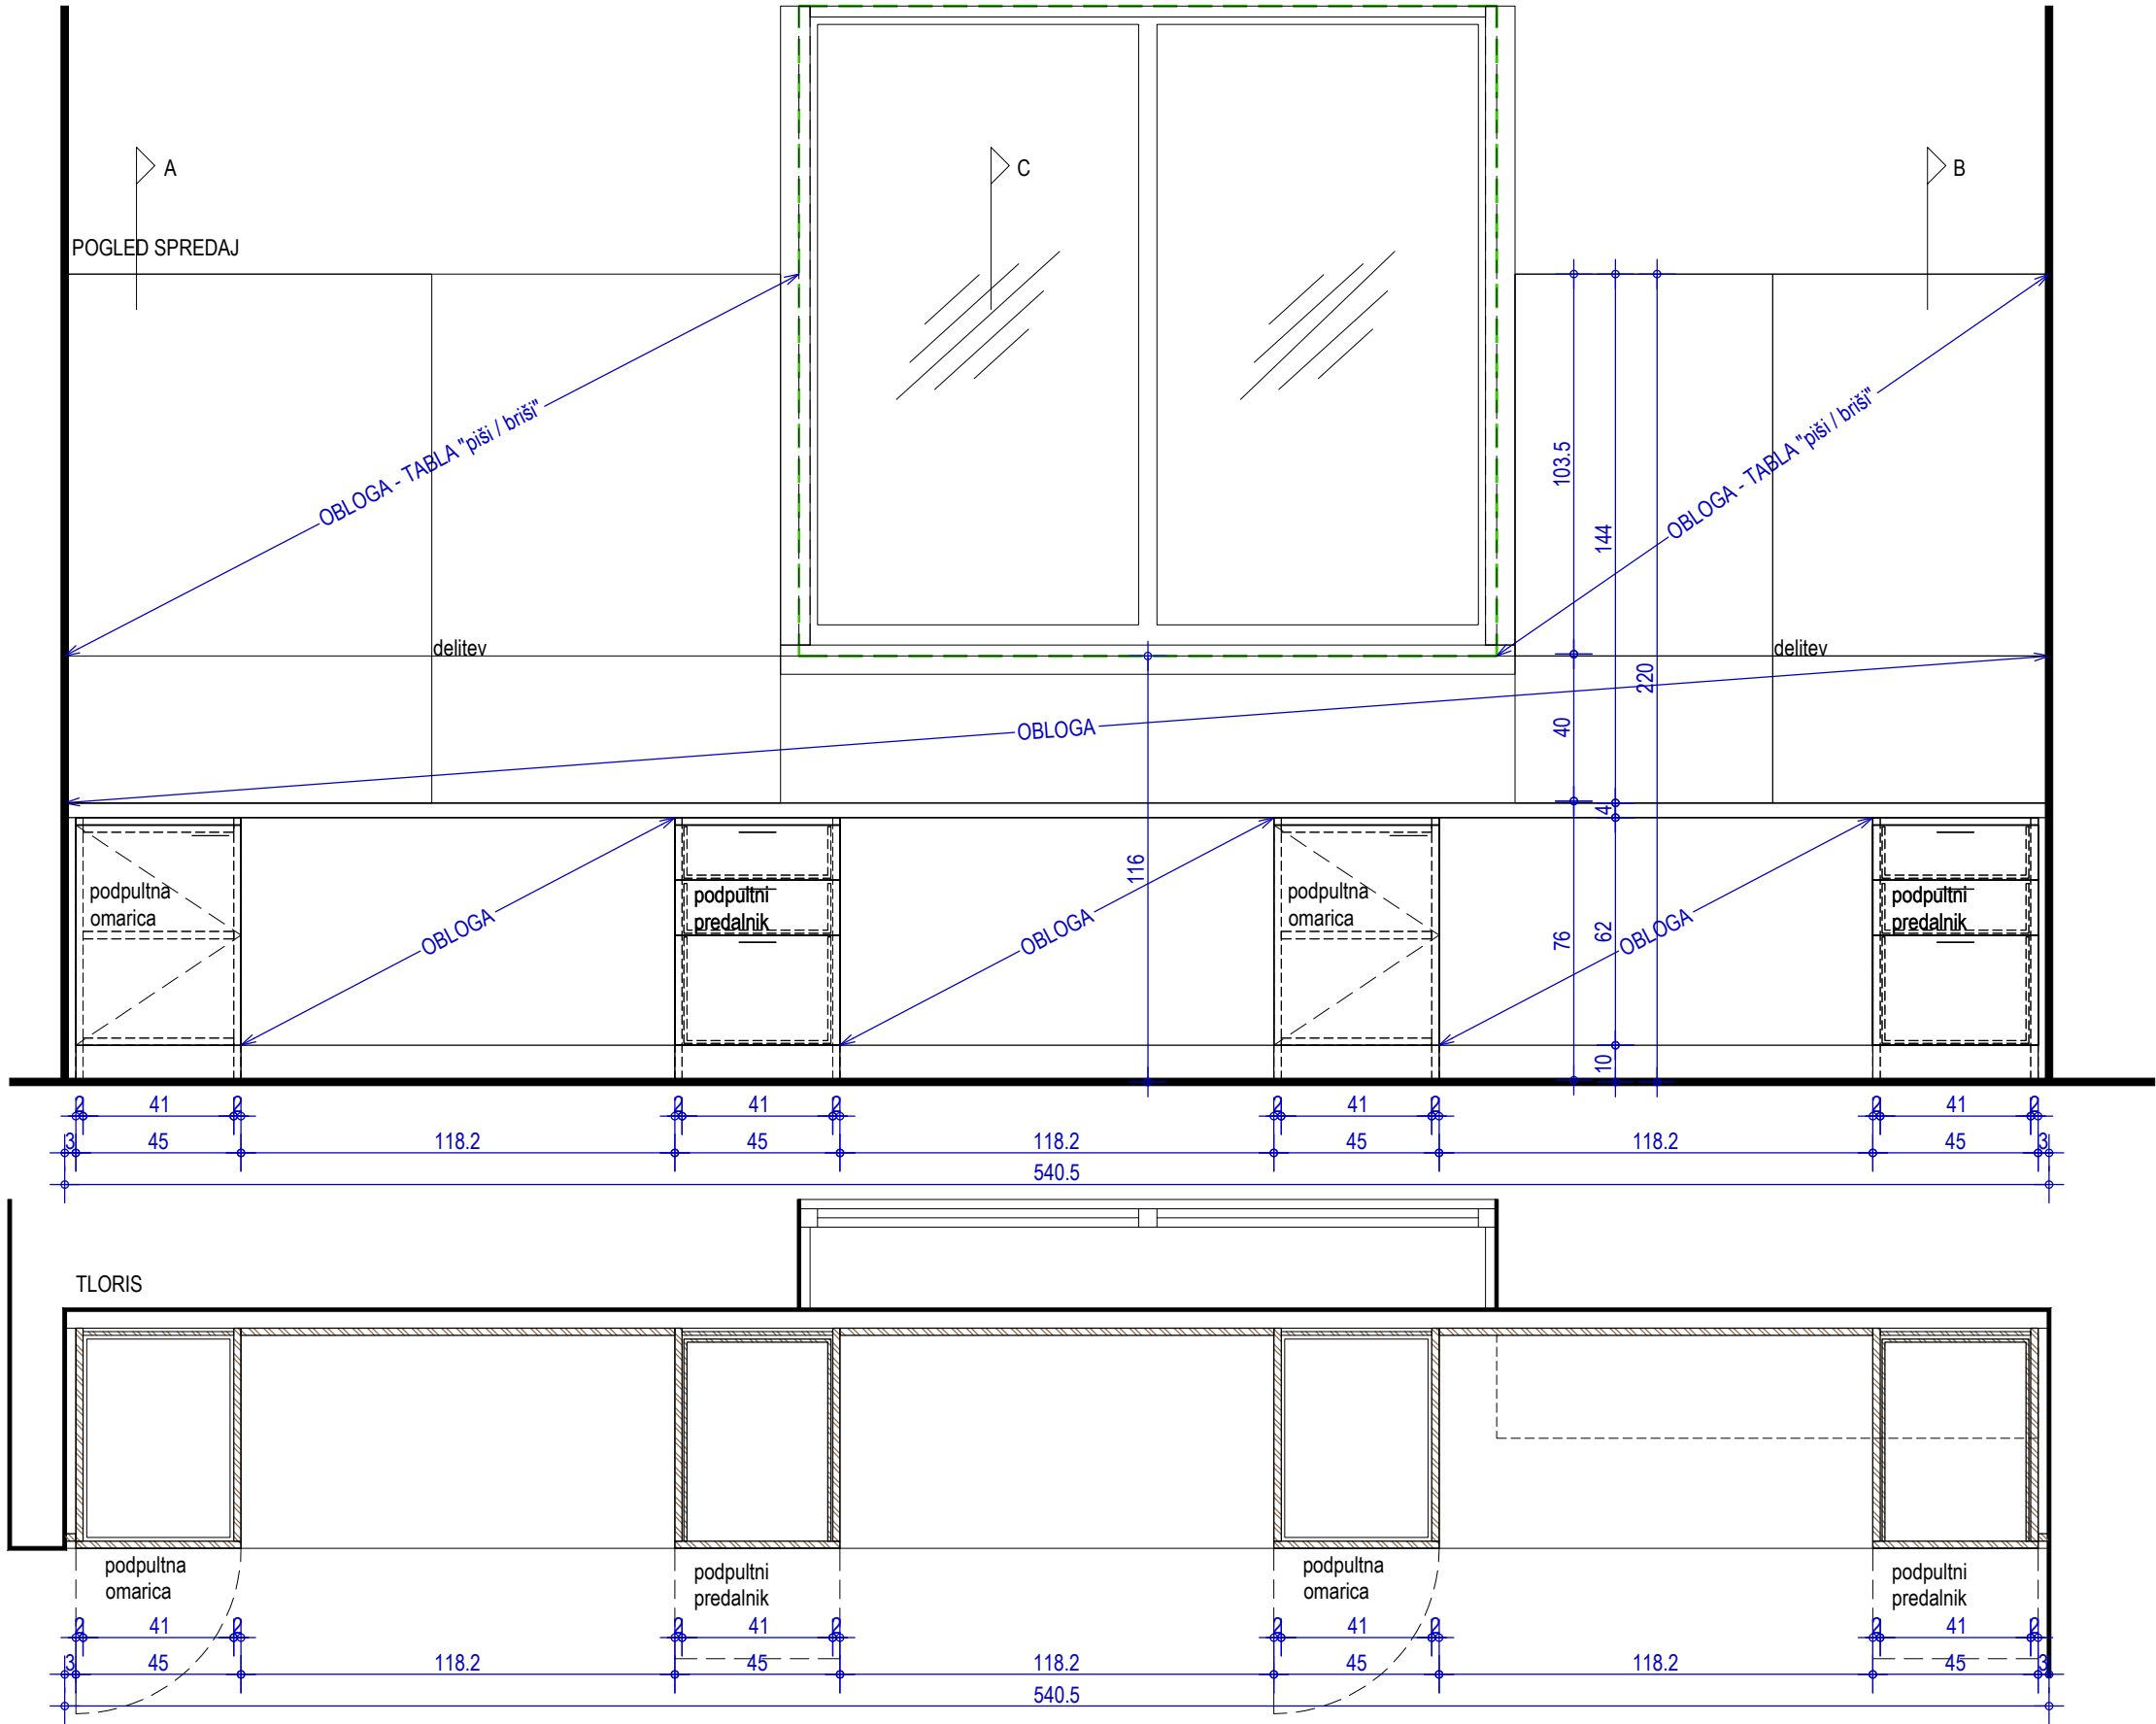 A
C
B
POGLED SPREDAJ
OBLOGA - TABLA "piši / briši"
OBLOGA - TABLA "piši / briši"
103.5
144
220
delitev
delitev
OBLOGA
40
4
116
podpultna
omarica
OBLOGA
podpultni
predalnik
OBLOGA
podpultna
omarica
76
62
OBLOGA
podpultni
predalnik
10
2 41 2 2 41 2 2 41 2 2 41 2
3 45 118.2 45 118.2 45 118.2 45 3
540.5
TLORIS
podpultna
omarica
podpultni
predalnik
podpultna
omarica
podpultni
predalnik
2 41 2 2 41 2 2 41 2 2 41 2
3 45 118.2 45 118.2 45 118.2 45 3
540.5